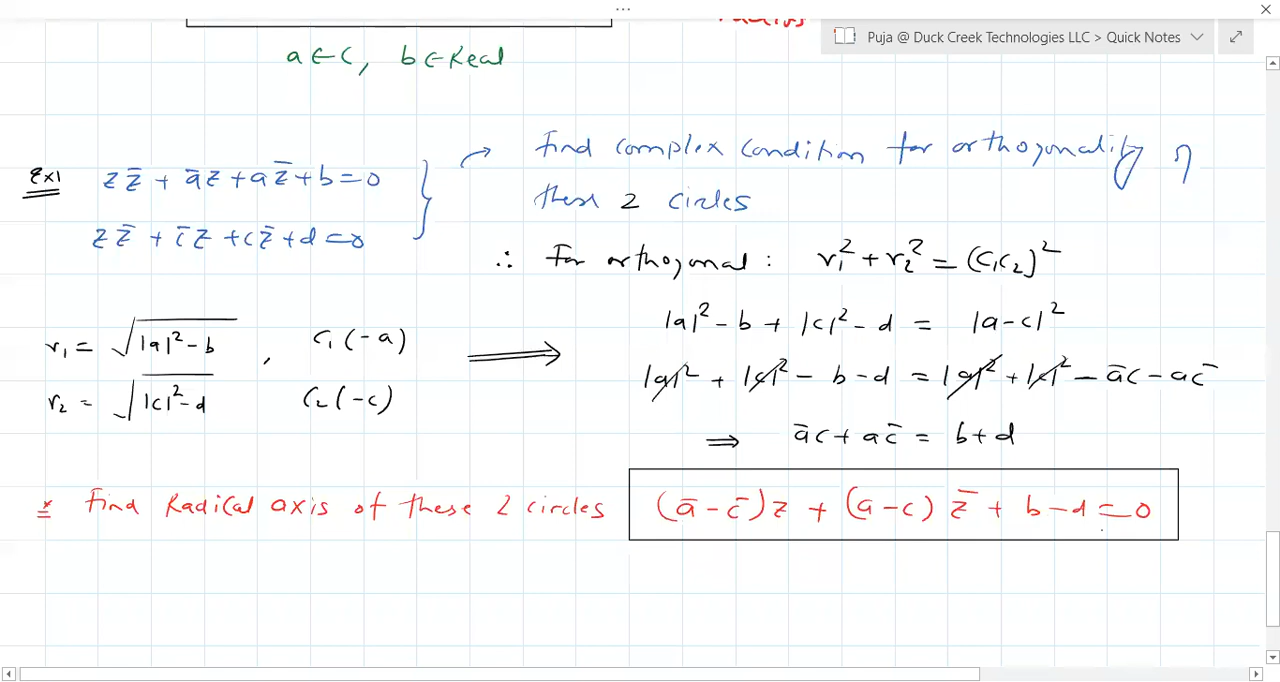 Puja @ Duck Creek Technologies LLC > Quick Notes
a ∈ C, b ∈ Real
Ex1 zz̄ + āz + az̄ + b = 0
zz̄ + c̄z + cz̄ + d = 0
Find complex condition for orthogonality of
these 2 circles
∴ For orthogonal: r₁² + r₂² = (C₁C₂)²
r₁ = √|a|² - b , C₁(-a)
r₂ = √|c|² - d C₂(-c)
⟹ |a|² - b + |c|² - d = |a-c|²
|a|² + |c|² - b - d = |a|² + |c|² - āc - ac̄
⇒ āc + ac̄ = b + d
* Find Radical axis of these 2 circles (ā - c̄)z + (a - c)z̄ + b - d = 0